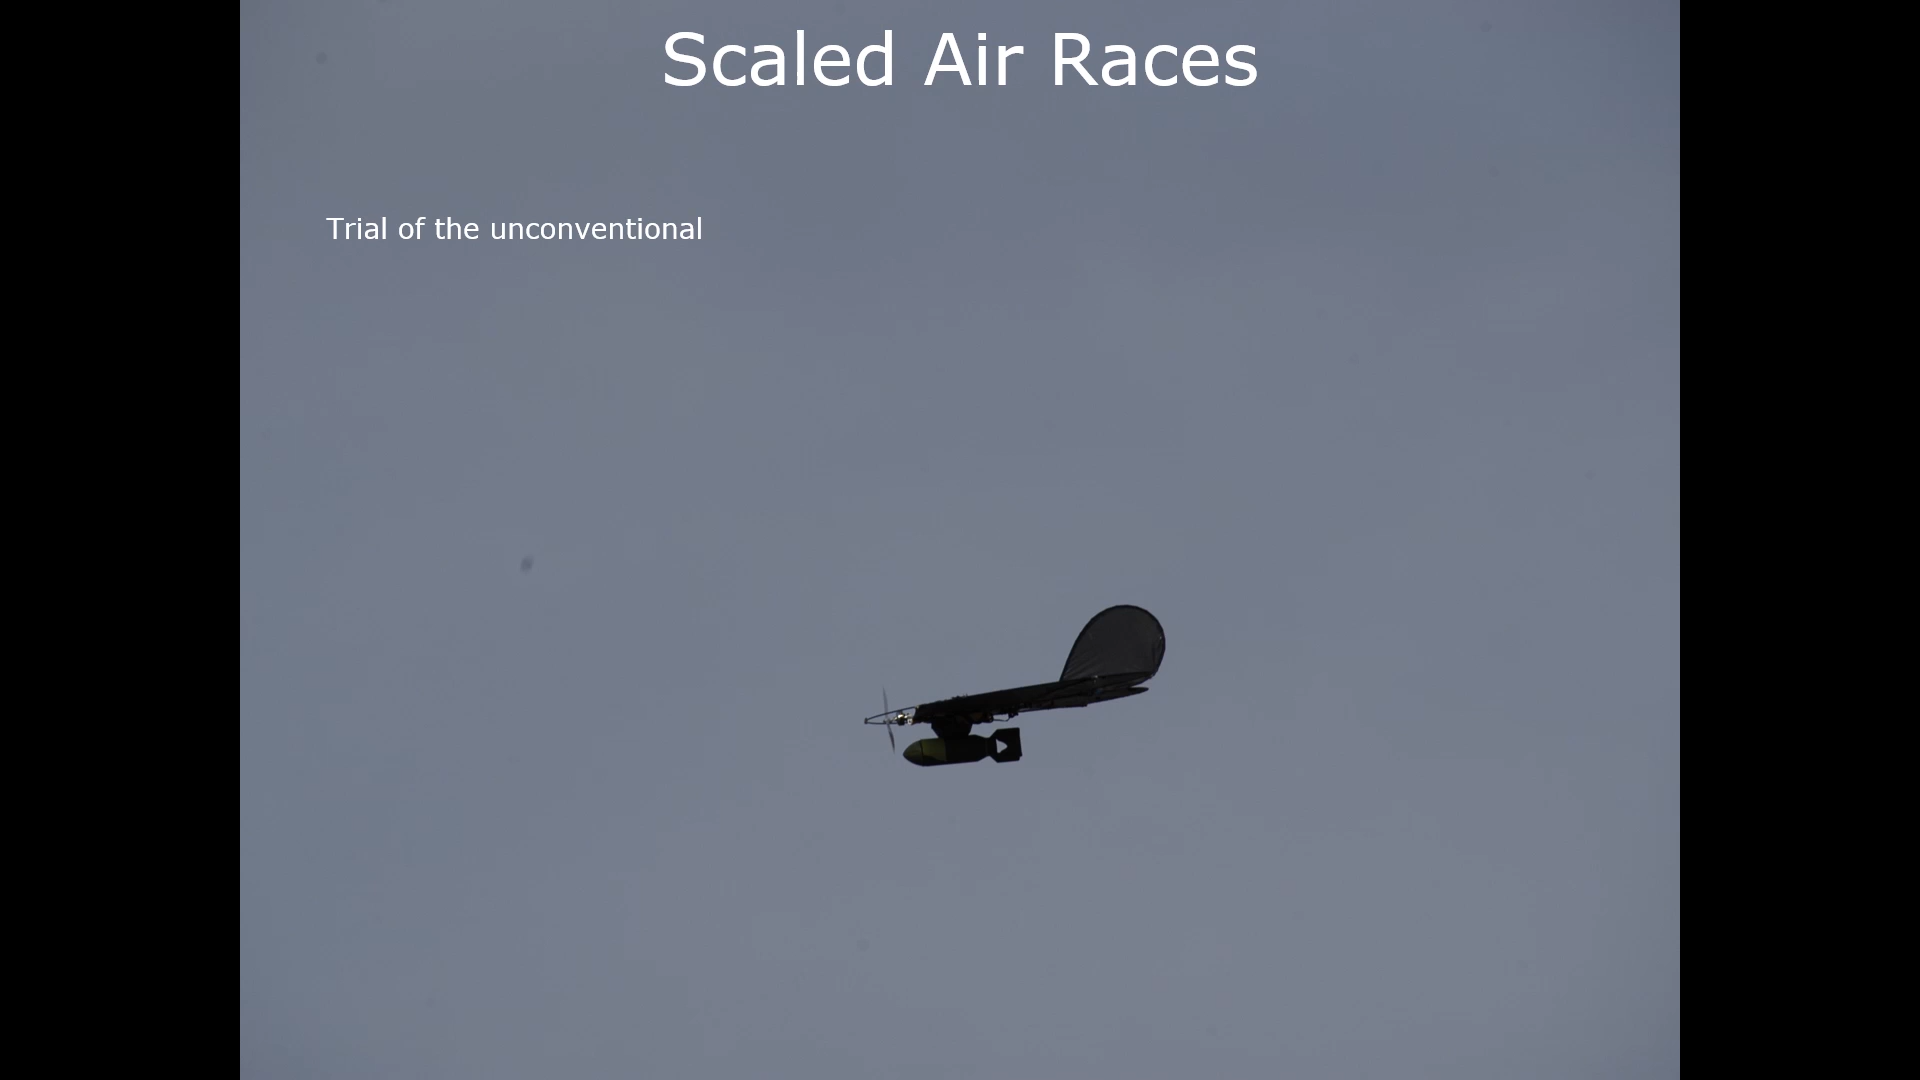 Scaled Air Races
Trial of the unconventional